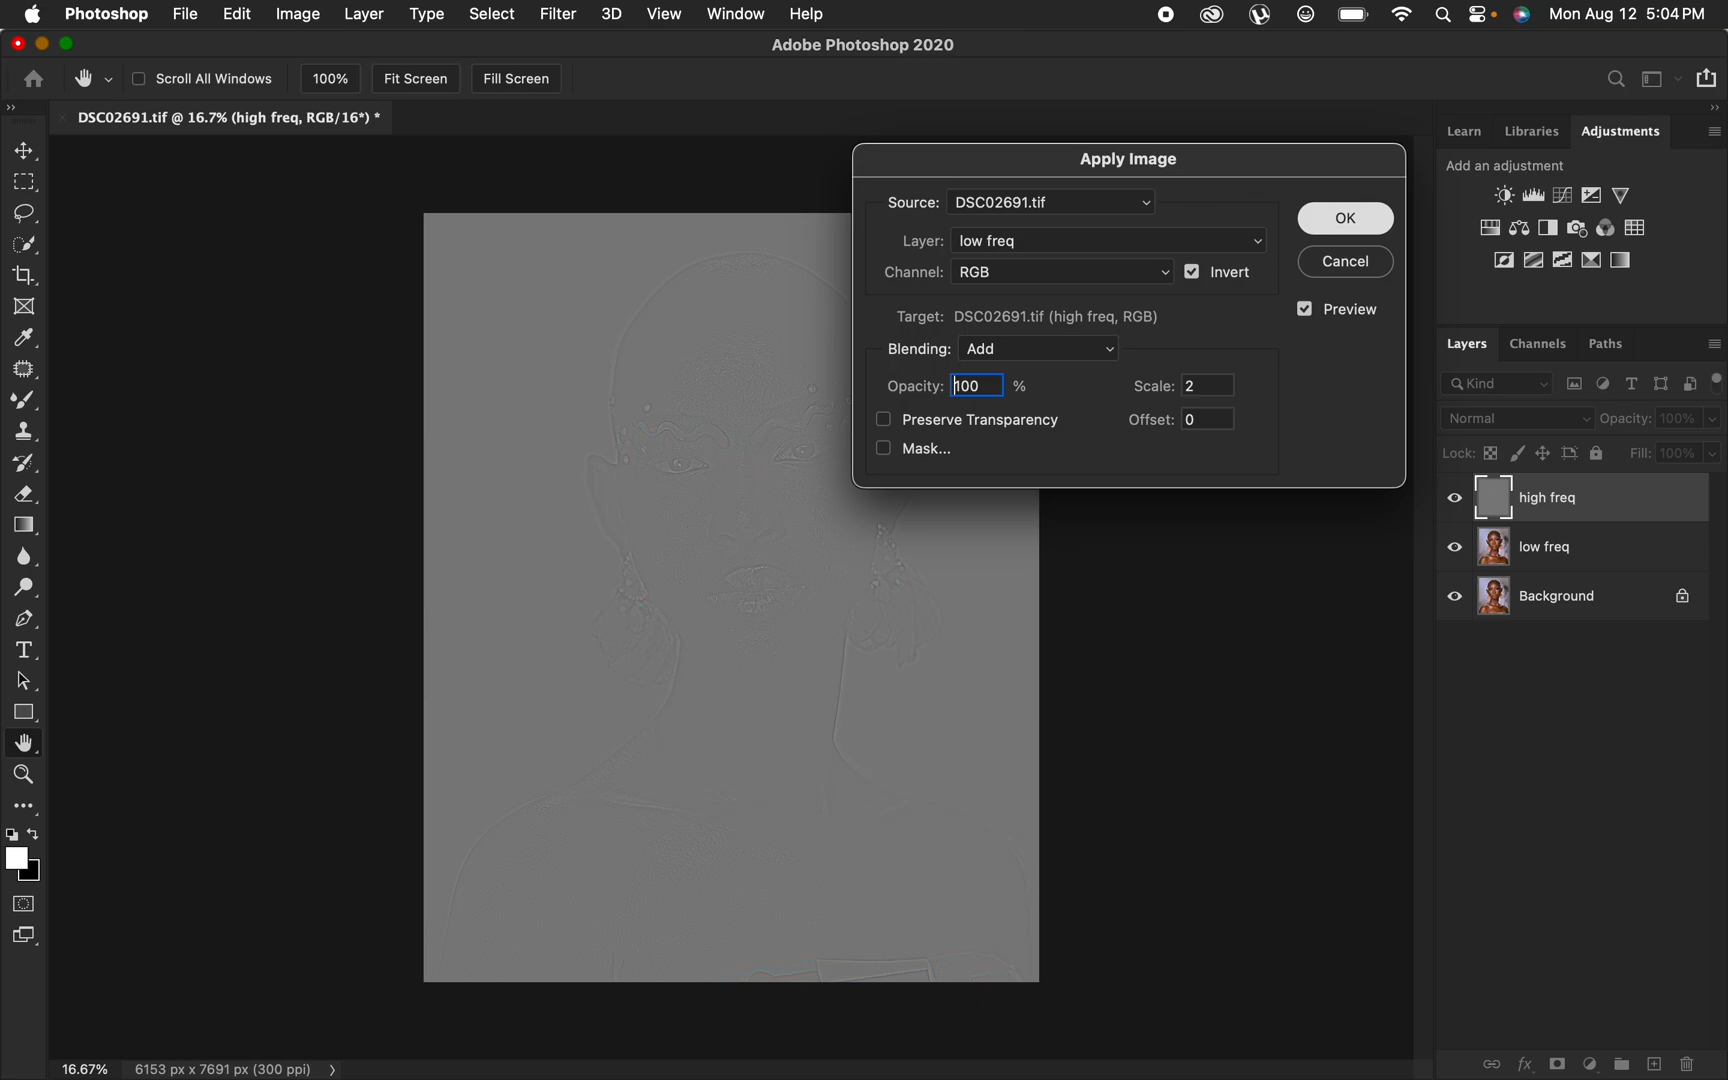 Photoshop File Edit Image Layer Type Select Filter 3D View Window Help Mon Aug 12 5:04 PM
Adobe Photoshop 2020
Scroll All Windows 100% Fit Screen Fill Screen
DSC02691.tif @ 16.7% (high freq, RGB/16*) *
Learn Libraries Adjustments
Add an adjustment
Apply Image
Source: DSC02691.tif
OK
Layer: low freq
Cancel
Channel: RGB Invert
Preview
Target: DSC02691.tif (high freq, RGB)
Blending: Add
Opacity: 100 % Scale: 2
Preserve Transparency Offset: 0
Mask...
Layers Channels Paths
Kind
Normal Opacity: 100%
Lock: Fill: 100%
high freq
low freq
Background
16.67% 6153 px x 7691 px (300 ppi)